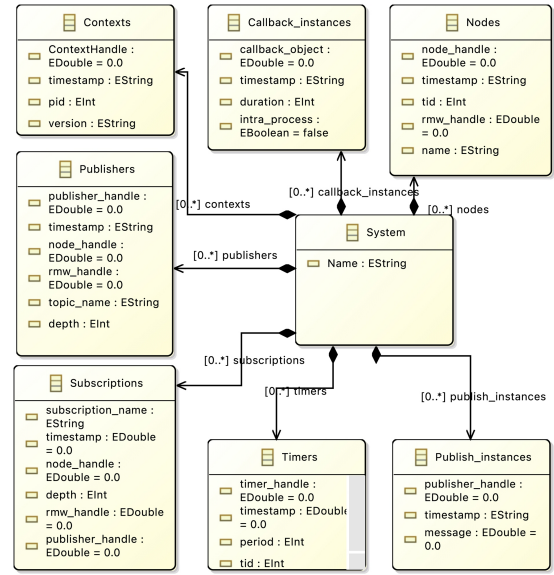 Contexts
ContextHandle :
EDouble = 0.0
timestamp : EString
pid : EInt
version : EString
Callback_instances
callback_object :
EDouble = 0.0
timestamp : EString
duration : EInt
intra_process :
EBoolean = false
Nodes
node_handle :
EDouble = 0.0
timestamp : EString
tid : EInt
rmw_handle : EDouble
= 0.0
name : EString
Publishers
publisher_handle :
EDouble = 0.0
timestamp : EString
node_handle :
EDouble = 0.0
rmw_handle :
EDouble = 0.0
topic_name : EString
depth : EInt
[0..*] contexts
[0..*] callback_instances
[0..*] nodes
System
Name : EString
[0..*] publishers
[0..*] subscriptions
[0..*] timers
[0..*] publish_instances
Subscriptions
subscription_name :
EString
timestamp : EDouble
= 0.0
node_handle :
EDouble = 0.0
depth : EInt
rmw_handle : EDouble
= 0.0
publisher_handle :
EDouble = 0.0
Timers
timer_handle :
EDouble = 0.0
timestamp : EDouble
= 0.0
period : EInt
tid : EInt
Publish_instances
publisher_handle :
EDouble = 0.0
timestamp : EString
message : EDouble =
0.0